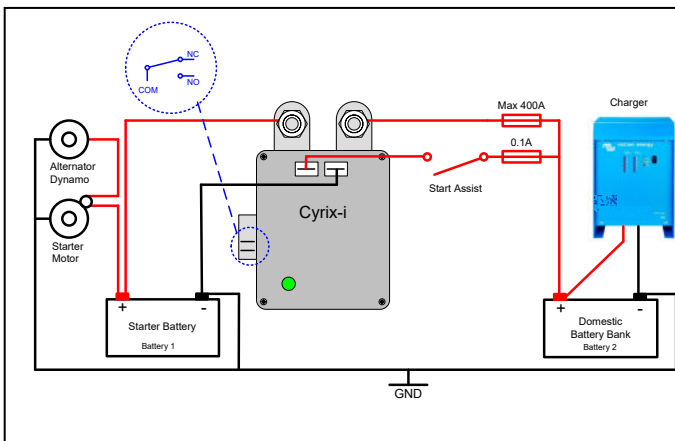 NC
COM
NO
Max 400A
Charger
0.1A
Alternator
Dynamo
Start Assist
Cyrix-i
Starter
Motor
+
-
Starter Battery
Battery 1
+
-
Domestic
Battery Bank
Battery 2
GND